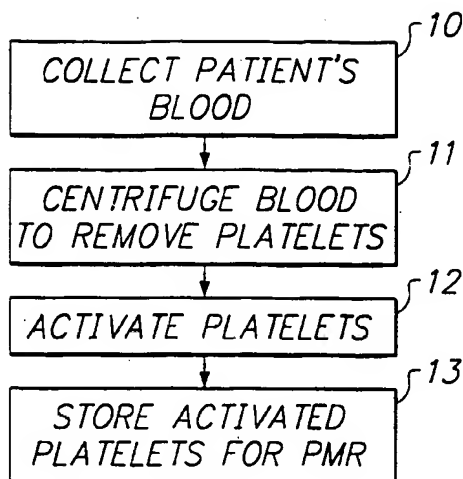 10
COLLECT PATIENT'S
BLOOD
11
CENTRIFUGE BLOOD
TO REMOVE PLATELETS
12
ACTIVATE PLATELETS
13
STORE ACTIVATED
PLATELETS FOR PMR